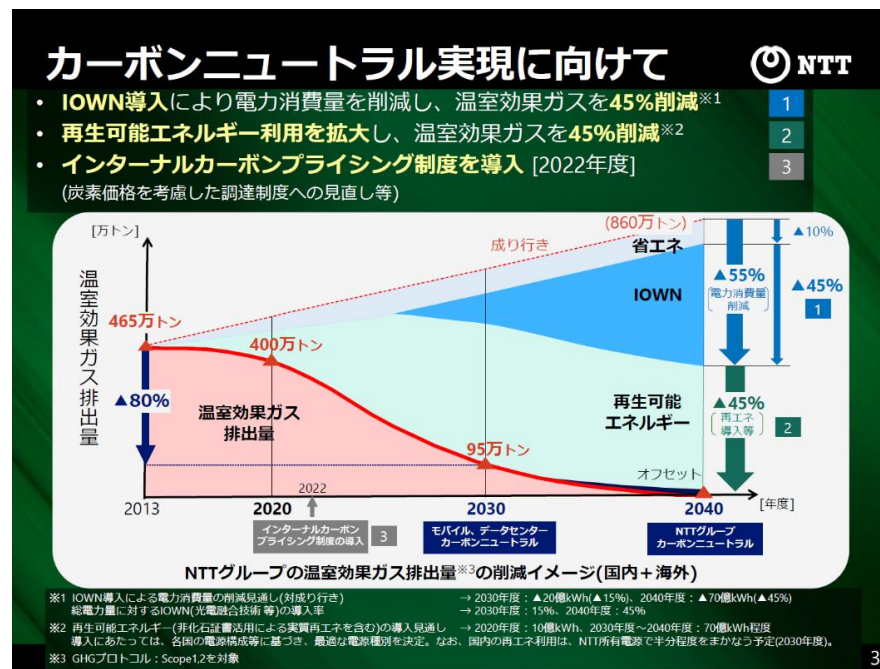 カーボンニュートラル実現に向けて
NTT
• IOWN導入により電力消費量を削減し、温室効果ガスを45%削減※1
1
• 再生可能エネルギー利用を拡大し、温室効果ガスを45%削減※2
2
• インターナルカーボンプライシング制度を導入 [2022年度]
3
(炭素価格を考慮した調達制度への見直し等)
[万トン]
温室効果ガス排出量
成り行き
(860万トン)
省エネ
▲10%
IOWN
▲55%
電力消費量
削減
▲45%
1
465万トン
400万トン
▲80%
温室効果ガス
排出量
95万トン
再生可能
エネルギー
▲45%
再エネ
導入等
2
オフセット
2013
2020
2022
2030
2040
[年度]
インターナルカーボン
プライシング制度の導入
3
モバイル、データセンター
カーボンニュートラル
NTTグループ
カーボンニュートラル
NTTグループの温室効果ガス排出量※3の削減イメージ(国内+海外)
※1 IOWN導入による電力消費量の削減見通し(対成り行き) → 2030年度:▲20億kWh(▲15%)、2040年度:▲70億kWh(▲45%)
総電力量に対するIOWN(光電融合技術 等)の導入率 → 2030年度:15%、2040年度:45%
※2 再生可能エネルギー(非化石証書活用による実質再エネを含む)の導入見通し → 2020年度:10億kWh、2030年度~2040年度:70億kWh程度
導入にあたっては、各国の電源構成等に基づき、最適な電源種別を決定。なお、国内の再エネ利用は、NTT所有電源で半分程度をまかなう予定(2030年度)。
※3 GHGプロトコル:Scope1,2を対象
3